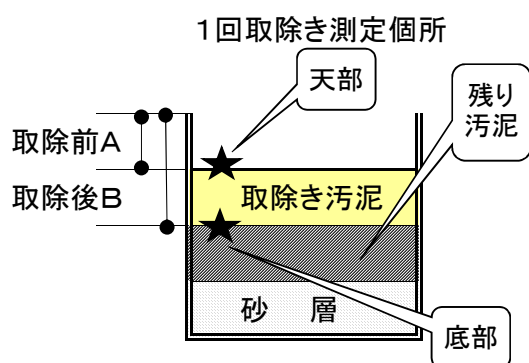 1回取除き測定個所
天部
残り
汚泥
取除前A
取除後B
取除き汚泥
砂 層
底部